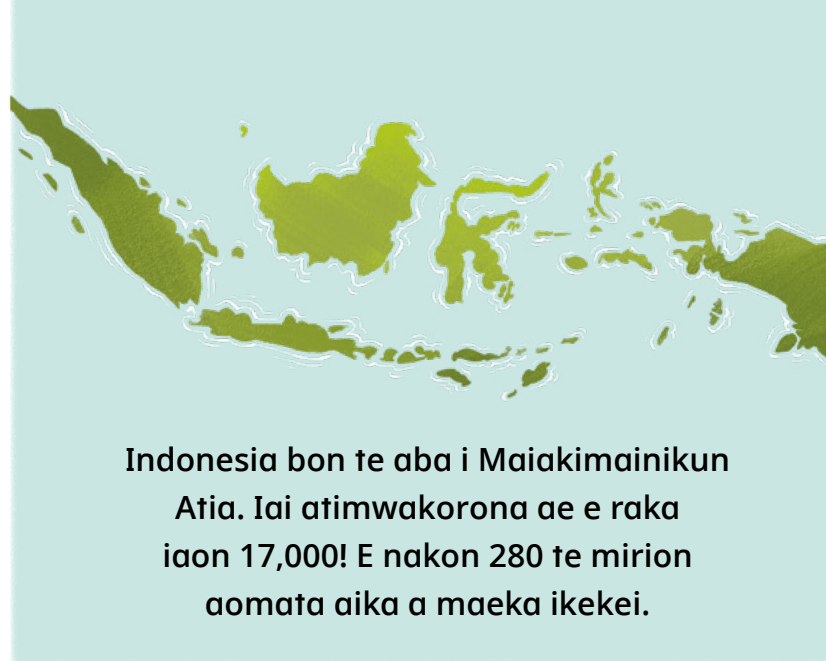 Indonesia bon te aba i Maiakimainikun
Atia. Iai atimwakorona ae e raka
iaon 17,000! E nakon 280 te mirion
aomata aika a maeka ikekei.